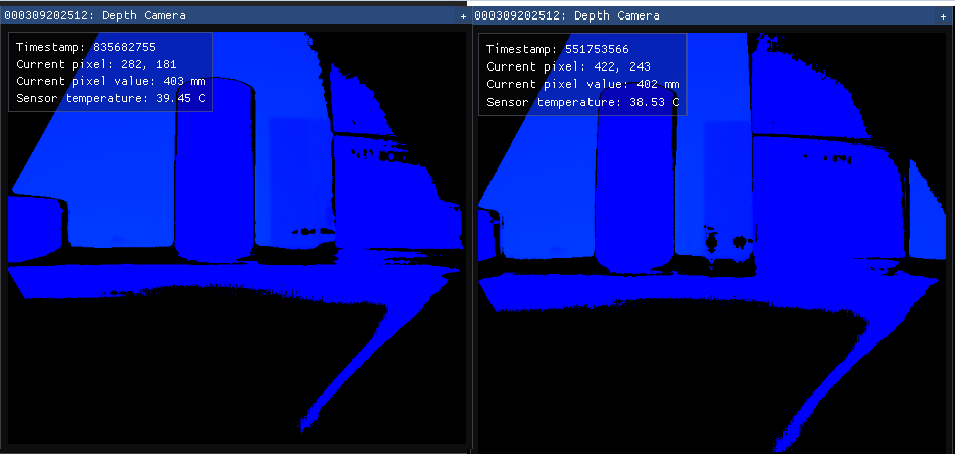 000309202512: Depth Camera +
Timestamp: 835682755
Current pixel: 282, 181
Current pixel value: 403 mm
Sensor temperature: 39.45 C
000309202512: Depth Camera +
Timestamp: 551753566
Current pixel: 422, 243
Current pixel value: 402 mm
Sensor temperature: 38.53 C